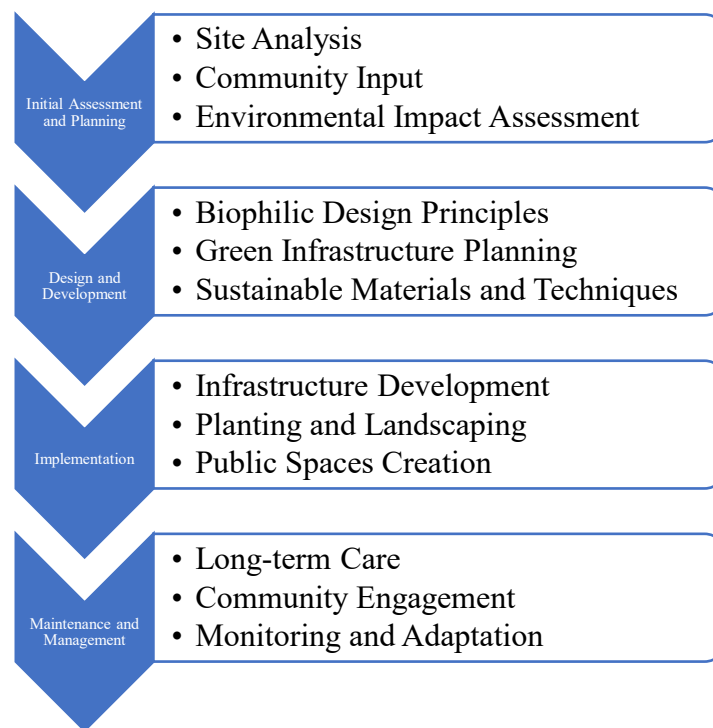 Initial Assessment
and Planning
• Site Analysis
• Community Input
• Environmental Impact Assessment
Design and
Development
• Biophilic Design Principles
• Green Infrastructure Planning
• Sustainable Materials and Techniques
Implementation
• Infrastructure Development
• Planting and Landscaping
• Public Spaces Creation
Maintenance and
Management
• Long-term Care
• Community Engagement
• Monitoring and Adaptation